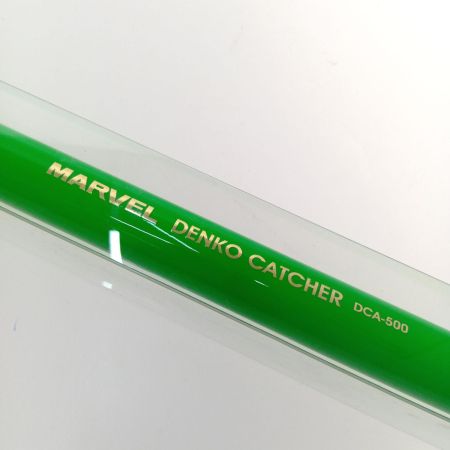 MARVEL DENKO CATCHER DCA-500